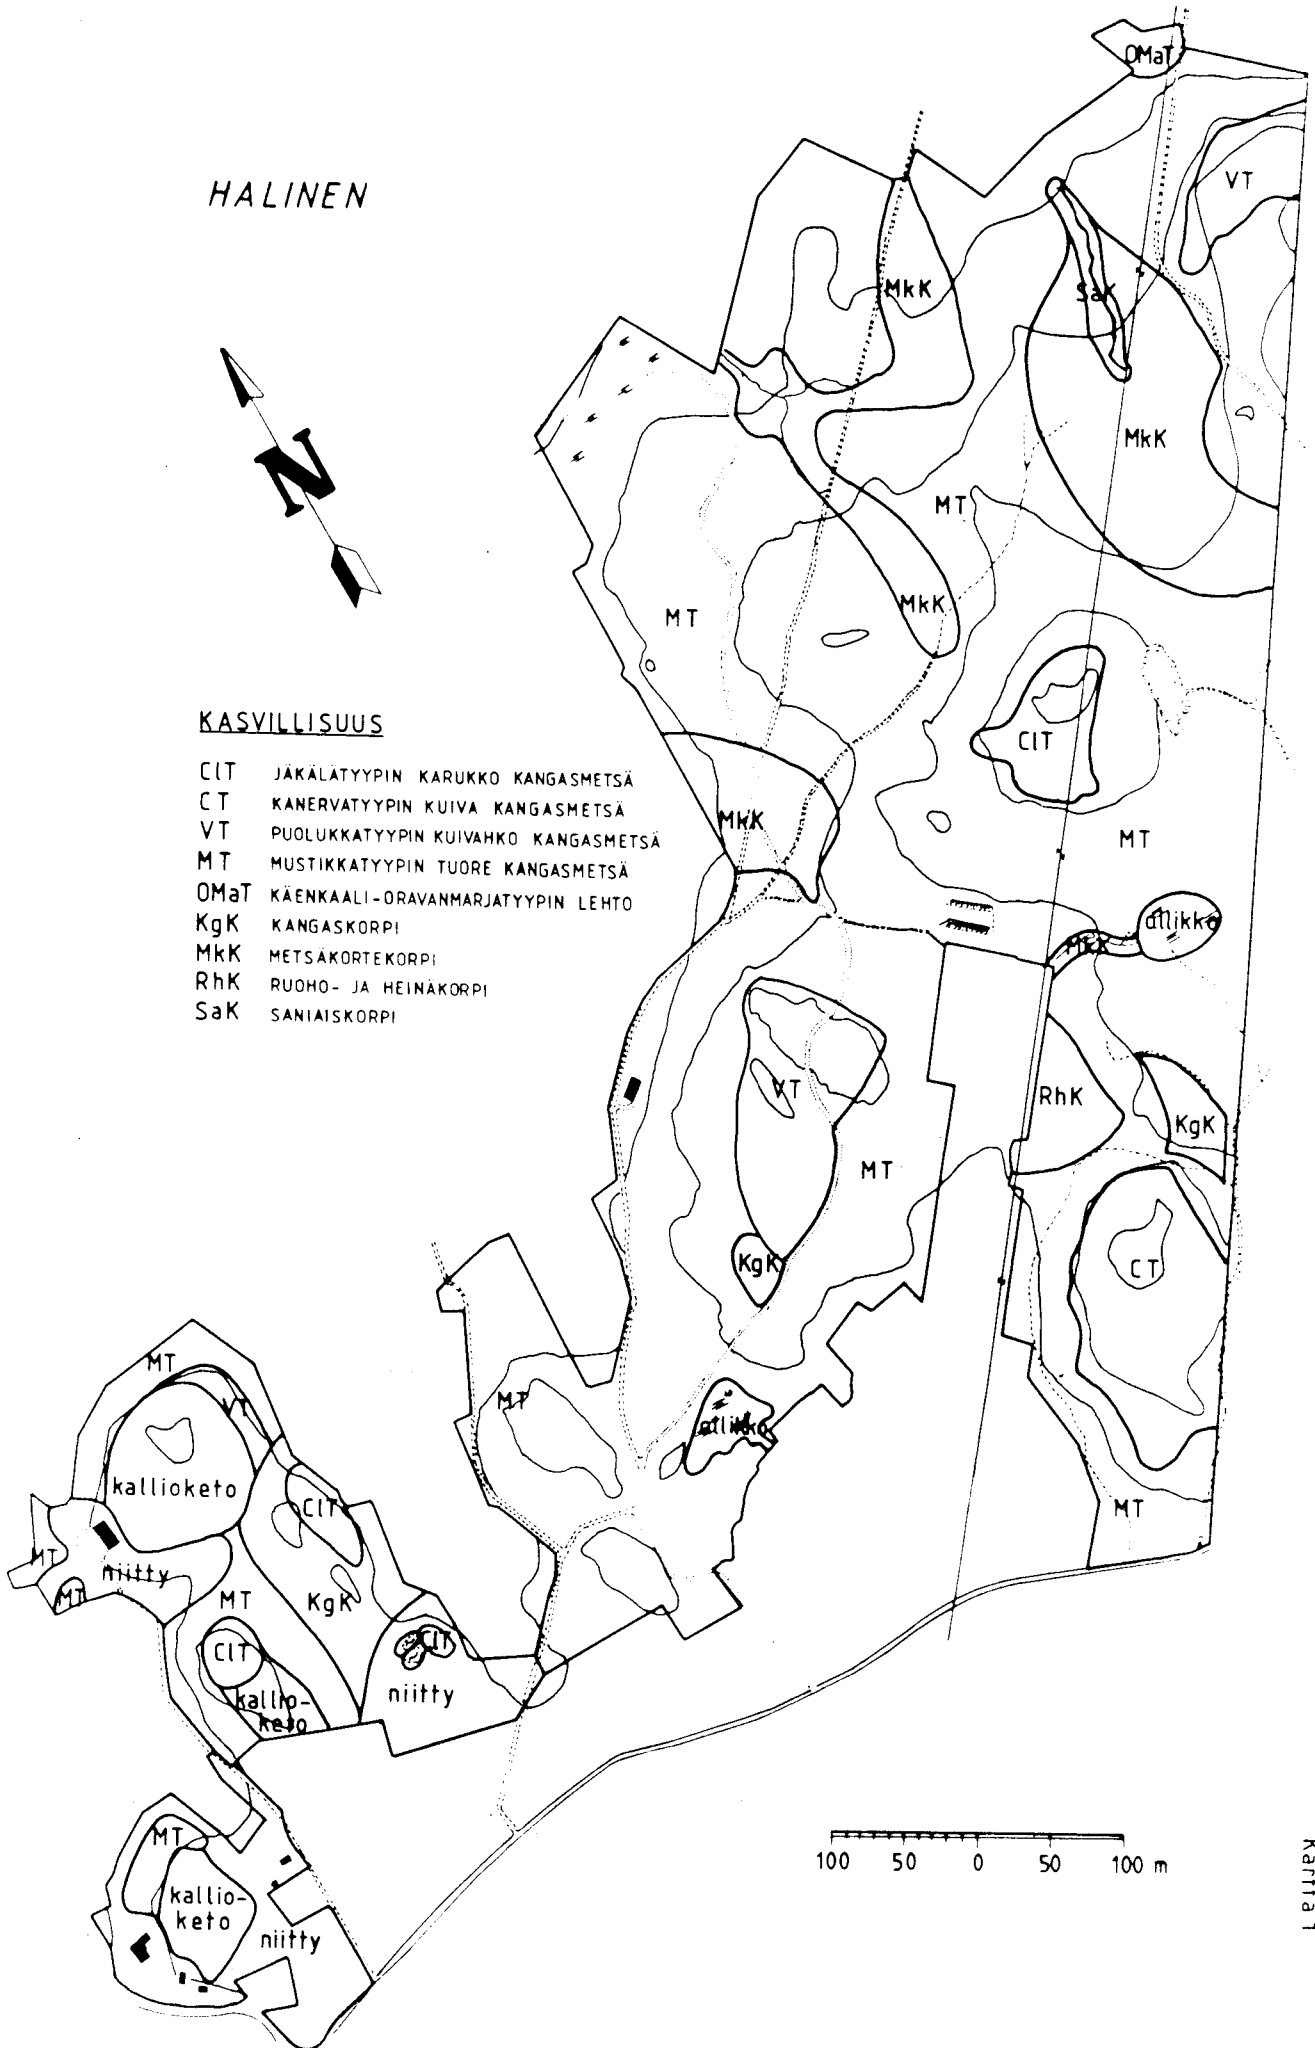 OMaT
HALINEN
VT
MkK
SaK
MkK
MT
N
MkK
MT
ClT
KASVILLISUUS
ClT JÄKÄLÄTYYPIN KARUKKO KANGASMETSÄ
CT KANERVATYYPIN KUIVA KANGASMETSÄ
VT PUOLUKKATYYPIN KUIVAHKO KANGASMETSÄ
MT MUSTIKKATYYPIN TUORE KANGASMETSÄ
OMaT KÄENKAALI-ORAVANMARJATYYPIN LEHTO
KgK KANGASKORPI
MkK METSÄKORTEKORPI
RhK RUOHO- JA HEINÄKORPI
SaK SANIAISKORPI
MkK
MT
allikko
MkK
VT
RhK
KgK
MT
KgK
CT
MT
VT
MT
allikko
kallioketo
ClT
MT
MT
niitty
MT
MT
KgK
ClT
ClT
niitty
kallio-
keto
MT
kallio-
keto
niitty
100 50 0 50 100 m
Kartta 1